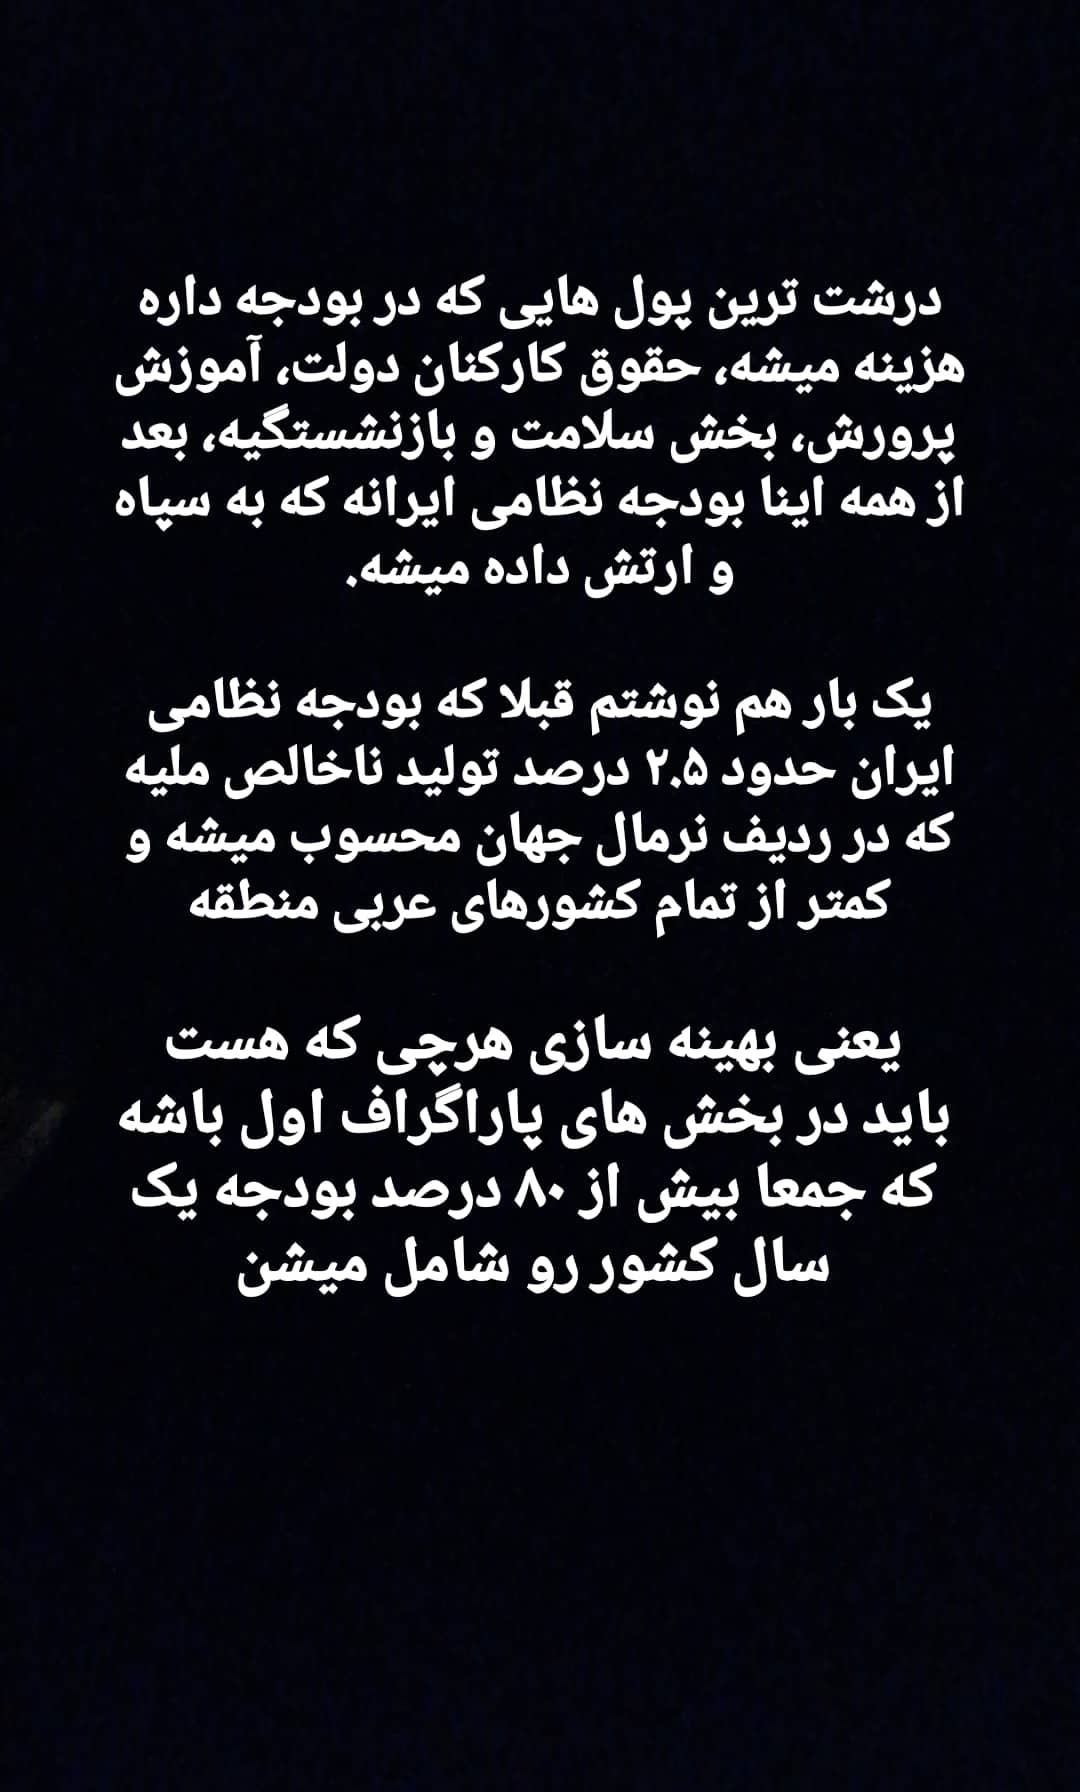 درشت ترین پول هایی که در بودجه داره
هزینه میشه، حقوق کارکنان دولت، آموزش
پرورش، بخش سلامت و بازنشستگیه، بعد
از همه اینا بودجه نظامی ایرانه که به سپاه
و ارتش داده میشه.
یک بار هم نوشتم قبلا که بودجه نظامی
ایران حدود ۲.۵ درصد تولید ناخالص ملیه
که در ردیف نرمال جهان محسوب میشه و
کمتر از تمام کشورهای عربی منطقه
یعنی بهینه سازی هرچی که هست
باید در بخش های پاراگراف اول باشه
که جمعا بیش از ۸۰ درصد بودجه یک
سال کشور رو شامل میشن